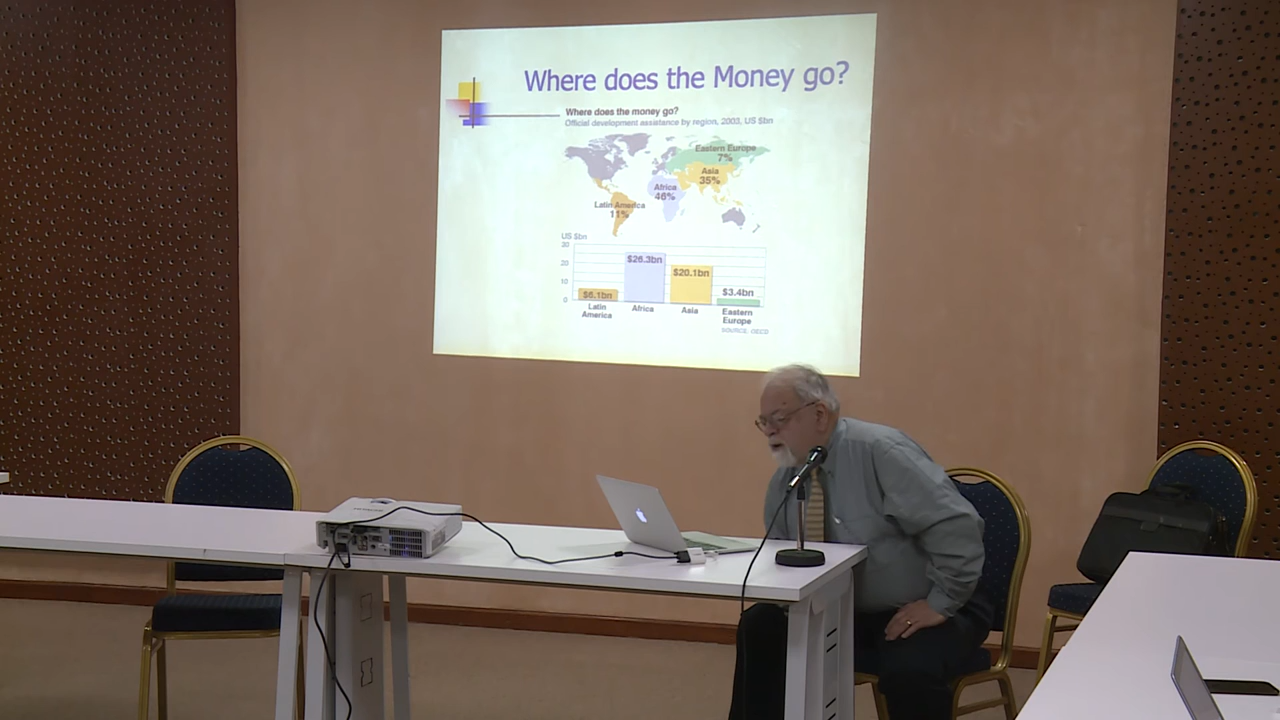 Where does the Money go?
Where does the money go?
Official development assistance by region, 2003, US $bn
Eastern Europe
7%
Asia
35%
Africa
46%
Latin America
11%
US $bn
30
20
10
0
$6.1bn
$26.3bn
$20.1bn
$3.4bn
Latin
America
Africa
Asia
Eastern
Europe
SOURCE: OECD